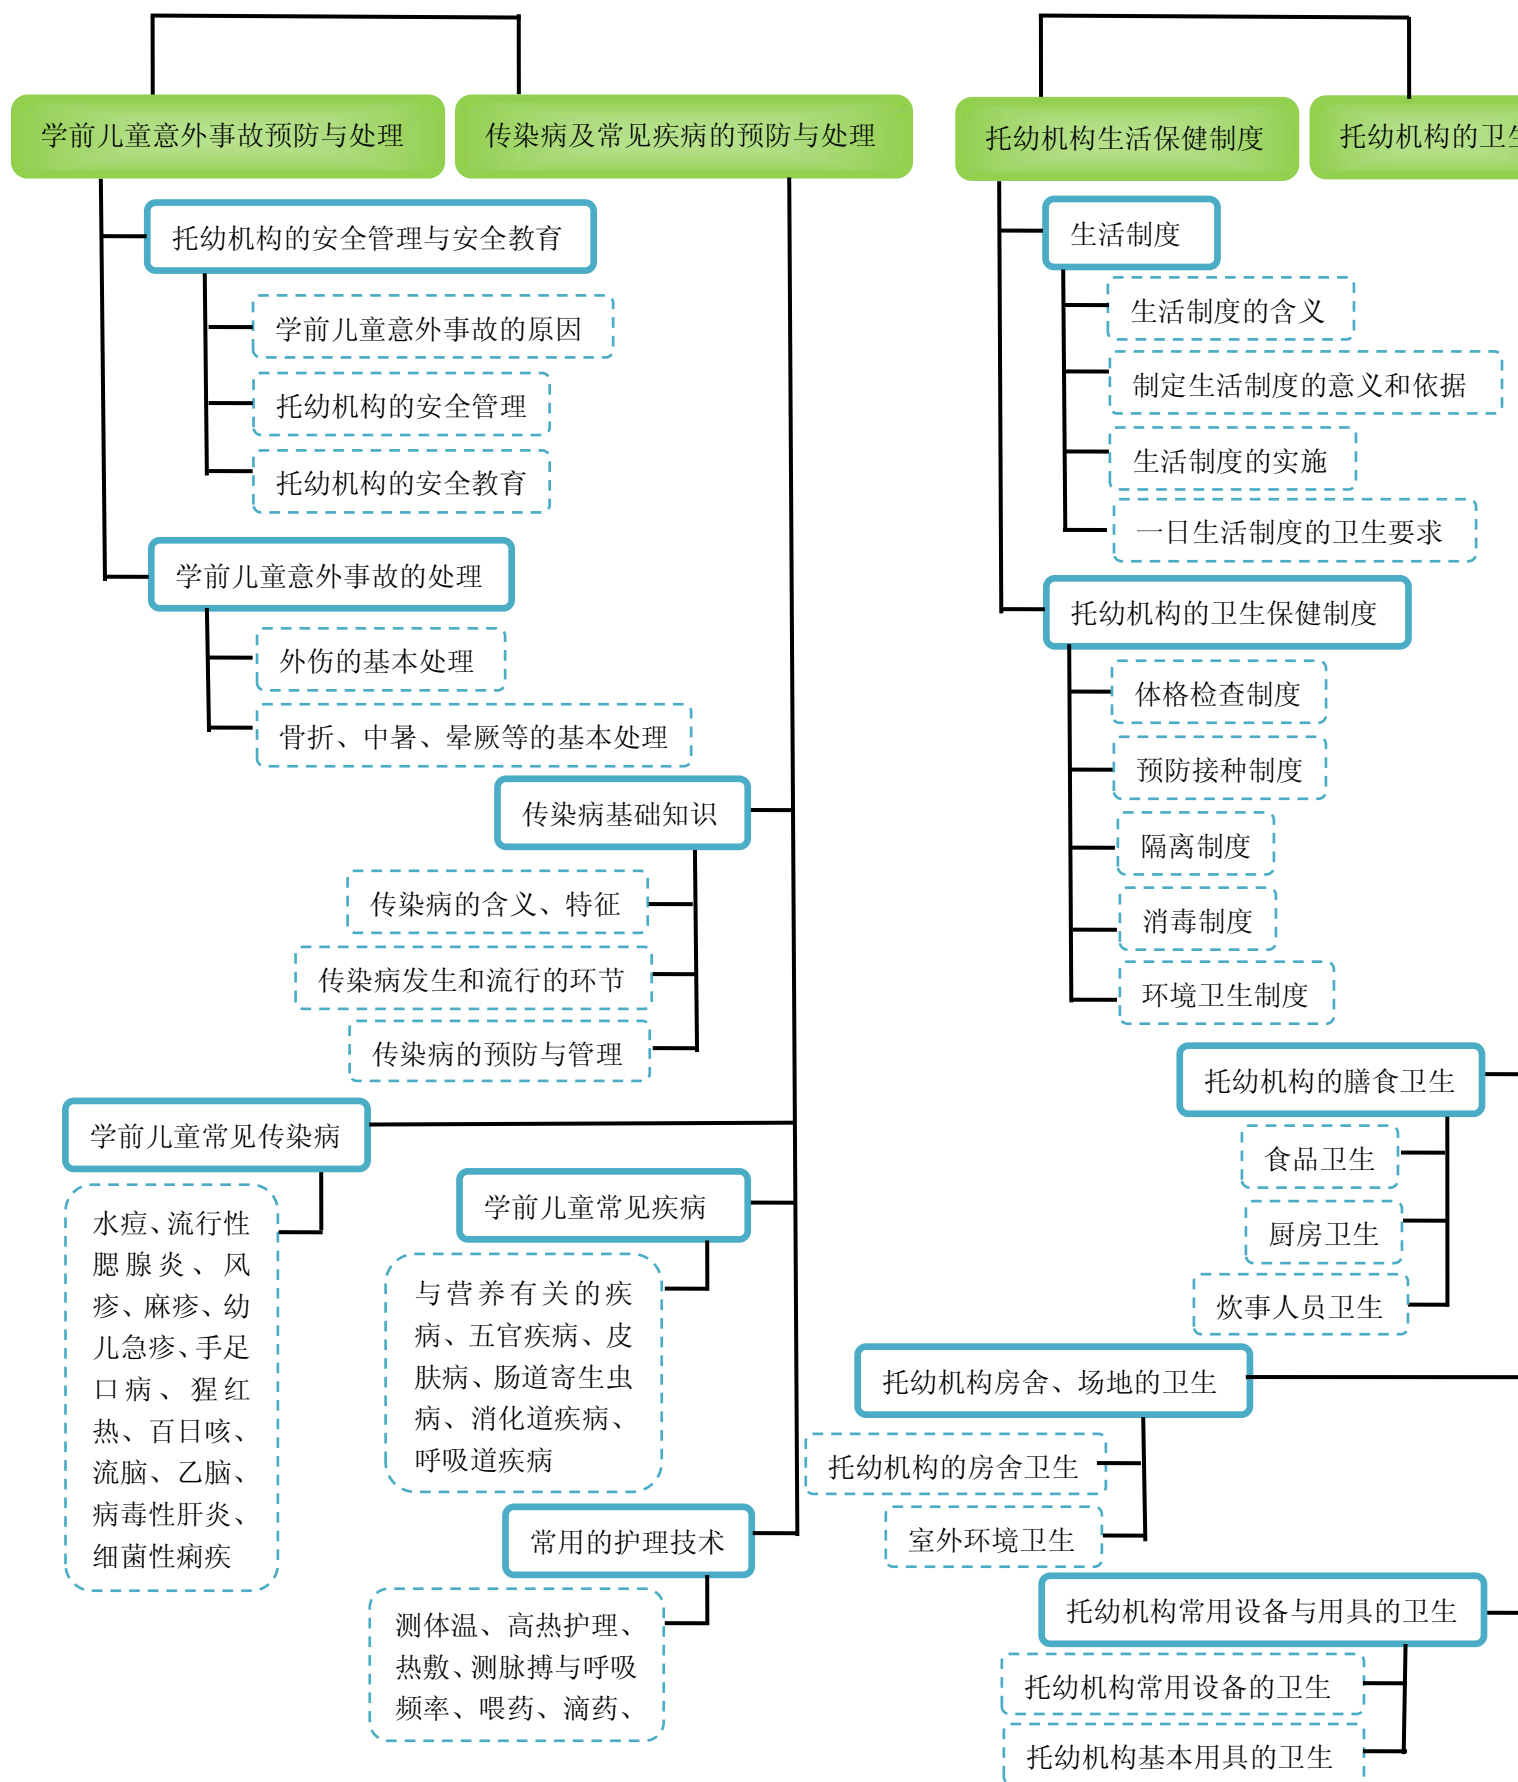 学前儿童意外事故预防与处理
传染病及常见疾病的预防与处理
托幼机构的安全管理与安全教育
学前儿童意外事故的原因
托幼机构的安全管理
托幼机构的安全教育
学前儿童意外事故的处理
外伤的基本处理
骨折、中暑、晕厥等的基本处理
传染病基础知识
传染病的含义、特征
传染病发生和流行的环节
传染病的预防与管理
学前儿童常见传染病
水痘、流行性
腮腺炎、风
疹、麻疹、幼
儿急疹、手足
口病、猩红
热、百日咳、
流脑、乙脑、
病毒性肝炎、
细菌性痢疾
学前儿童常见疾病
与营养有关的疾
病、五官疾病、皮
肤病、肠道寄生虫
病、消化道疾病、
呼吸道疾病
常用的护理技术
测体温、高热护理、
热敷、测脉搏与呼吸
频率、喂药、滴药、
托幼机构生活保健制度
托幼机构的卫生
生活制度
生活制度的含义
制定生活制度的意义和依据
生活制度的实施
一日生活制度的卫生要求
托幼机构的卫生保健制度
体格检查制度
预防接种制度
隔离制度
消毒制度
环境卫生制度
托幼机构的膳食卫生
食品卫生
厨房卫生
炊事人员卫生
托幼机构房舍、场地的卫生
托幼机构的房舍卫生
室外环境卫生
托幼机构常用设备与用具的卫生
托幼机构常用设备的卫生
托幼机构基本用具的卫生